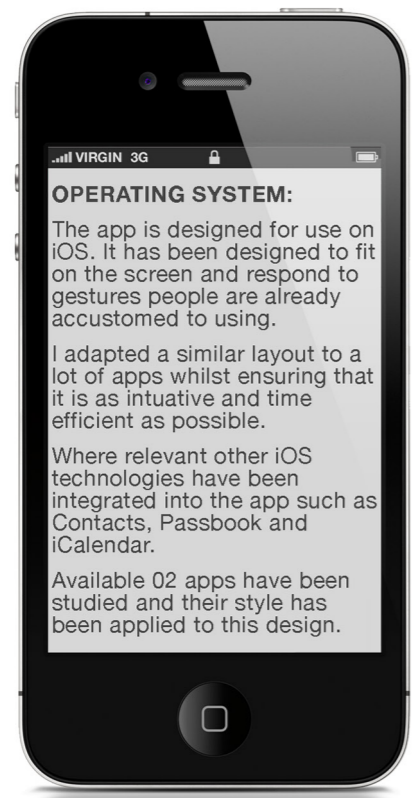 VIRGIN 3G
OPERATING SYSTEM:
The app is designed for use on
iOS. It has been designed to fit
on the screen and respond to
gestures people are already
accustomed to using.
I adapted a similar layout to a
lot of apps whilst ensuring that
it is as intuative and time
efficient as possible.
Where relevant other iOS
technologies have been
integrated into the app such as
Contacts, Passbook and
iCalendar.
Available 02 apps have been
studied and their style has
been applied to this design.